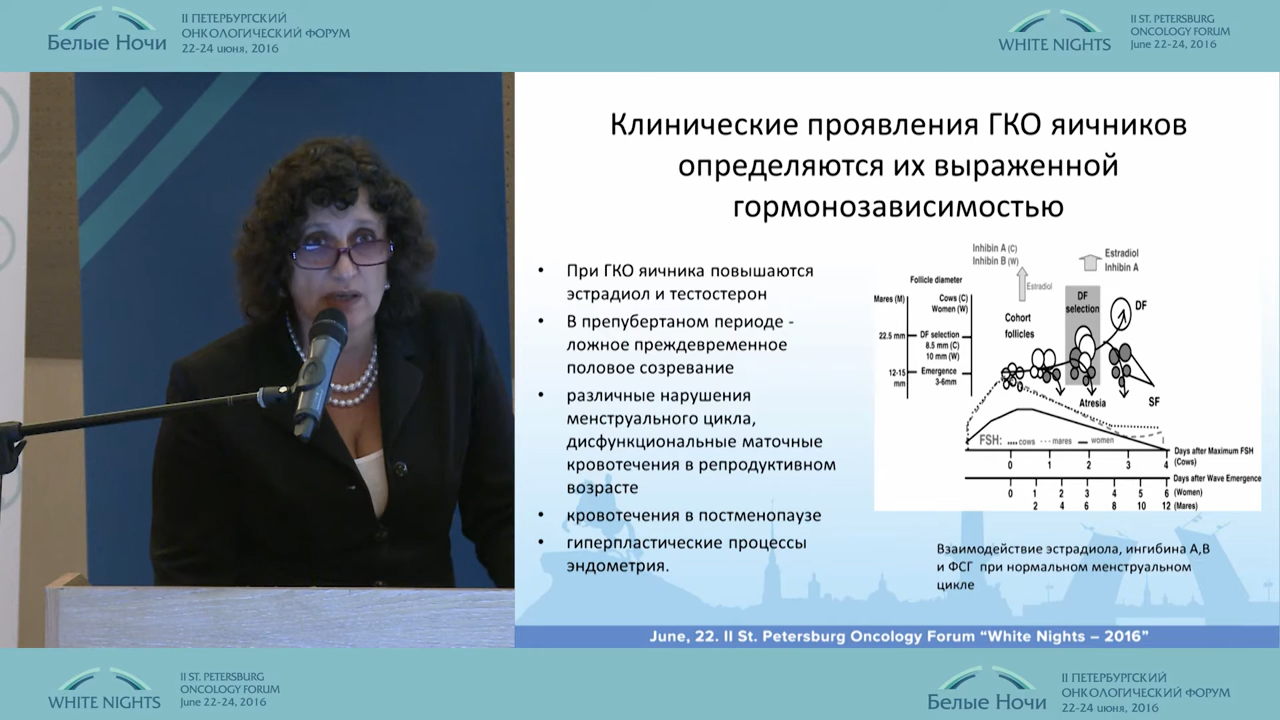 Белые Ночи
II ПЕТЕРБУРГСКИЙ
ОНКОЛОГИЧЕСКИЙ ФОРУМ
22-24 июня, 2016
WHITE NIGHTS
II ST. PETERSBURG
ONCOLOGY FORUM
June 22-24, 2016
Клинические проявления ГКО яичников
определяются их выраженной
гормонозависимостью
• При ГКО яичника повышаются
эстрадиол и тестостерон
• В препубертаном периоде -
ложное преждевременное
половое созревание
• различные нарушения
менструального цикла,
дисфункциональные маточные
кровотечения в репродуктивном
возрасте
• кровотечения в постменопаузе
• гиперпластические процессы
эндометрия.
Inhibin A (C)
Inhibin B (W)
Estradiol
Estradiol
Inhibin A
Follicle diameter
Mares (M)
Cows (C)
Women (W)
22.5 mm
DF selection
8.5 mm (C)
10 mm (W)
12-15
mm
Emergence
3-6mm
Cohort
follicles
DF
selection
DF
Atresia
SF
FSH: cows mares women
0 1 2 3 4
Days after Maximum FSH
(Cows)
Days after Wave Emergence
0 1 2 3 4 5 6 (Women)
2 4 6 8 10 12 (Mares)
Взаимодействие эстрадиола, ингибина А,В
и ФСГ при нормальном менструальном
цикле
June, 22. II St. Petersburg Oncology Forum “White Nights – 2016”
WHITE NIGHTS
II ST. PETERSBURG
ONCOLOGY FORUM
June 22-24, 2016
Белые Ночи
II ПЕТЕРБУРГСКИЙ
ОНКОЛОГИЧЕСКИЙ ФОРУМ
22-24 июня, 2016